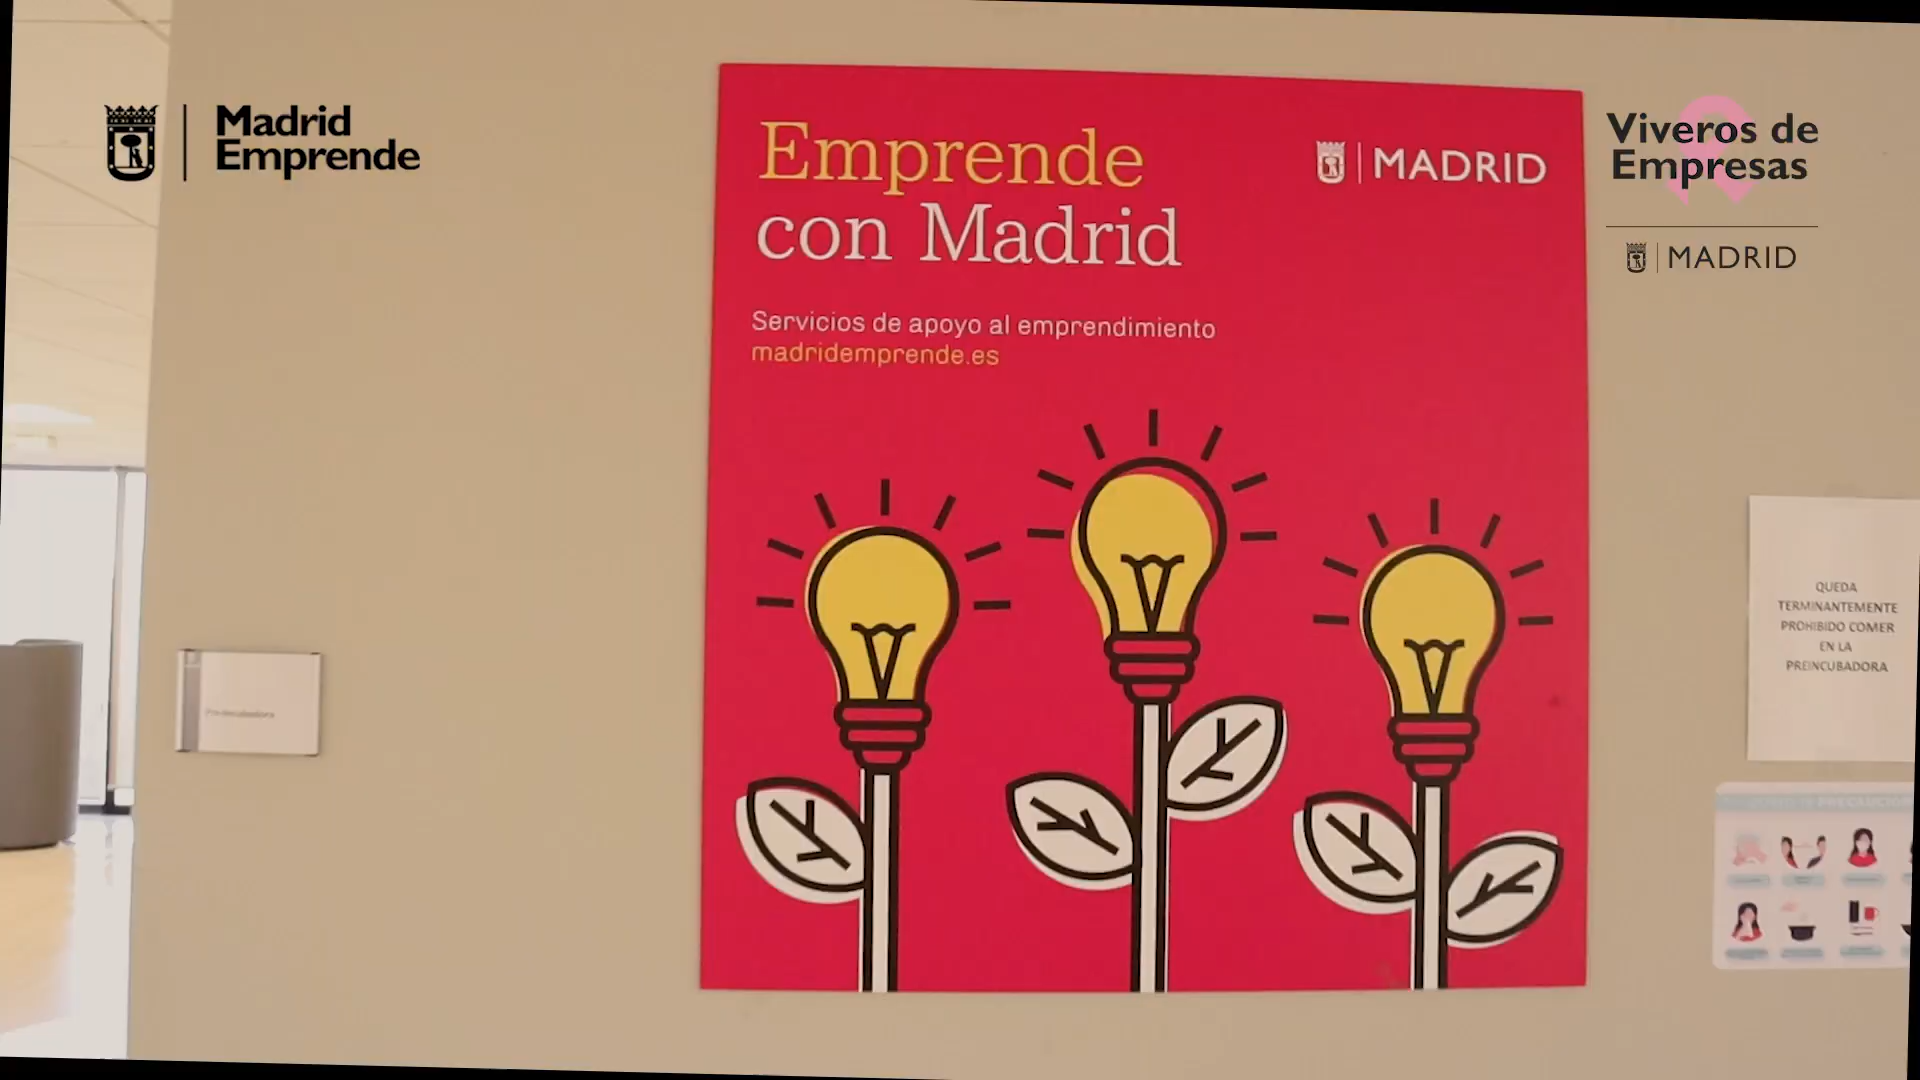 Madrid
Emprende
Emprende
con Madrid
MADRID
Servicios de apoyo al emprendimiento
madridemprende.es
Viveros de
Empresas
MADRID
QUEDA
TERMINANTEMENTE
PROHIBIDO COMER
EN LA
PREINCUBADORA
Preincubadora